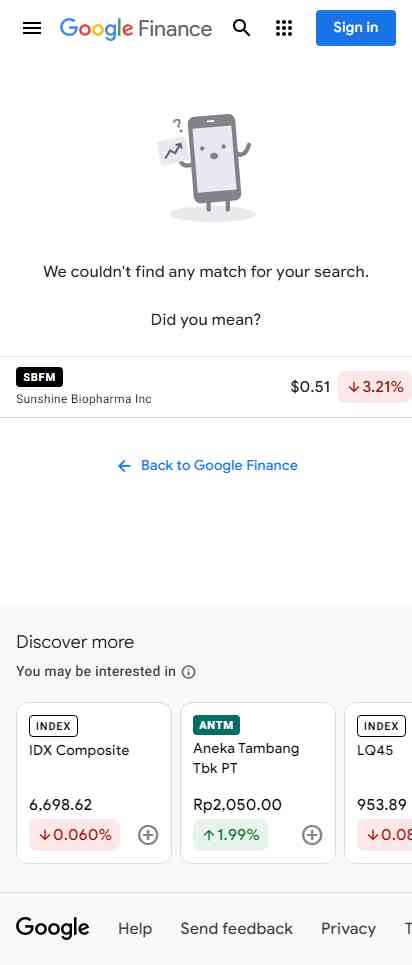 Google Finance
Sign in
?
We couldn't find any match for your search.
Did you mean?
SBFM
Sunshine Biopharma Inc
$0.51
↓3.21%
← Back to Google Finance
Discover more
You may be interested in
INDEX
IDX Composite
6,698.62
↓0.060%
ANTM
Aneka Tambang
Tbk PT
Rp2,050.00
↑1.99%
INDEX
LQ45
953.89
↓0.08
Google
Help
Send feedback
Privacy
T